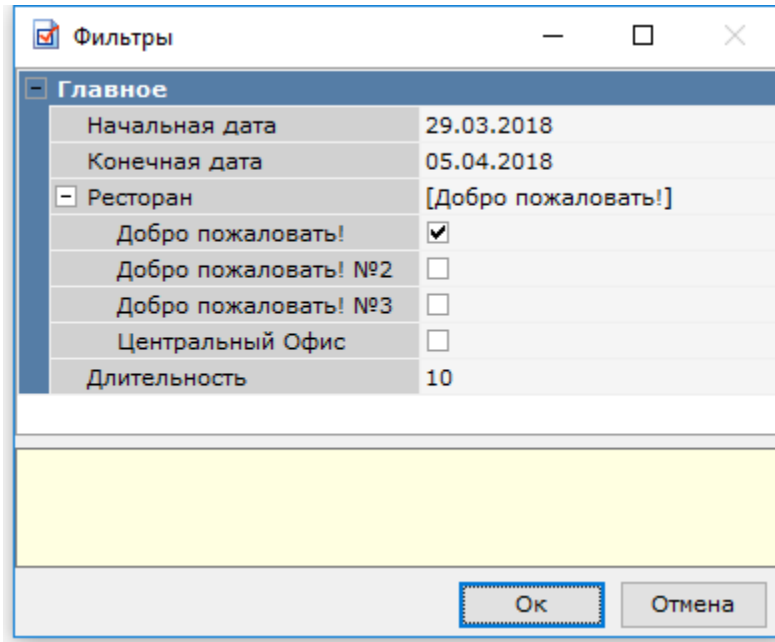 Фильтры
Главное
Начальная дата 29.03.2018
Конечная дата 05.04.2018
Ресторан [Добро пожаловать!]
Добро пожаловать!
Добро пожаловать! №2
Добро пожаловать! №3
Центральный Офис
Длительность 10
Ок Отмена